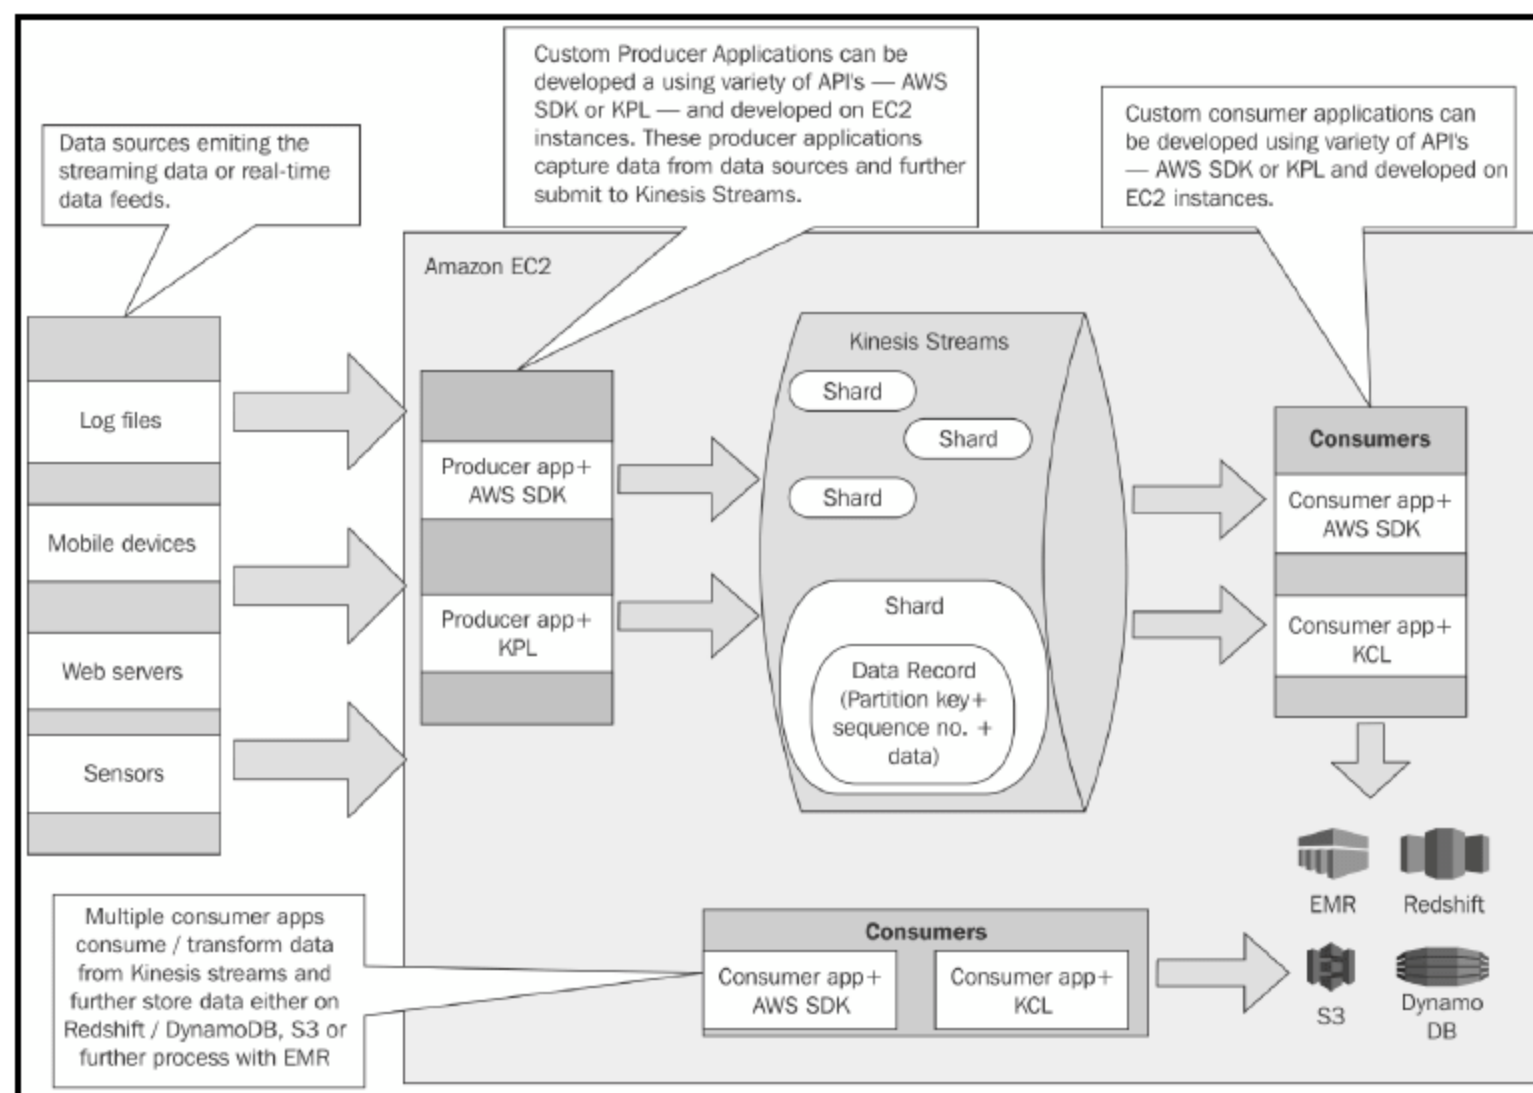 Custom Producer Applications can be
developed a using variety of API's — AWS
SDK or KPL — and developed on EC2
instances. These producer applications
capture data from data sources and further
submit to Kinesis Streams.
Custom consumer applications can
be developed using variety of API's
— AWS SDK or KPL and developed on
EC2 instances.
Data sources emiting the
streaming data or real-time
data feeds.
Amazon EC2
Log files
Mobile devices
Web servers
Sensors
Producer app+
AWS SDK
Producer app+
KPL
Kinesis Streams
Shard
Shard
Shard
Shard
Data Record
(Partition key+
sequence no. +
data)
Consumers
Consumer app+
AWS SDK
Consumer app+
KCL
EMR
Redshift
S3
Dynamo
DB
Multiple consumer apps
consume / transform data
from Kinesis streams and
further store data either on
Redshift / DynamoDB, S3 or
further process with EMR
Consumers
Consumer app+
AWS SDK
Consumer app+
KCL